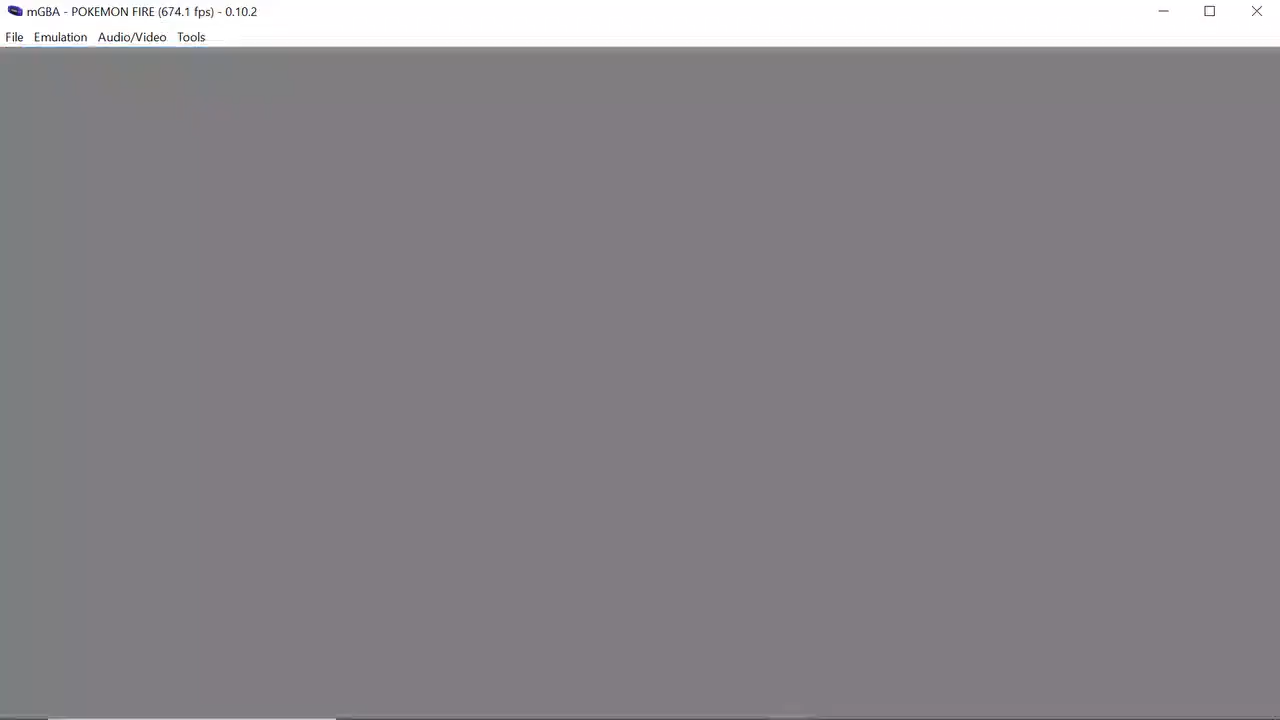 mGBA - POKEMON FIRE (674.1 fps) - 0.10.2
File Emulation Audio/Video Tools